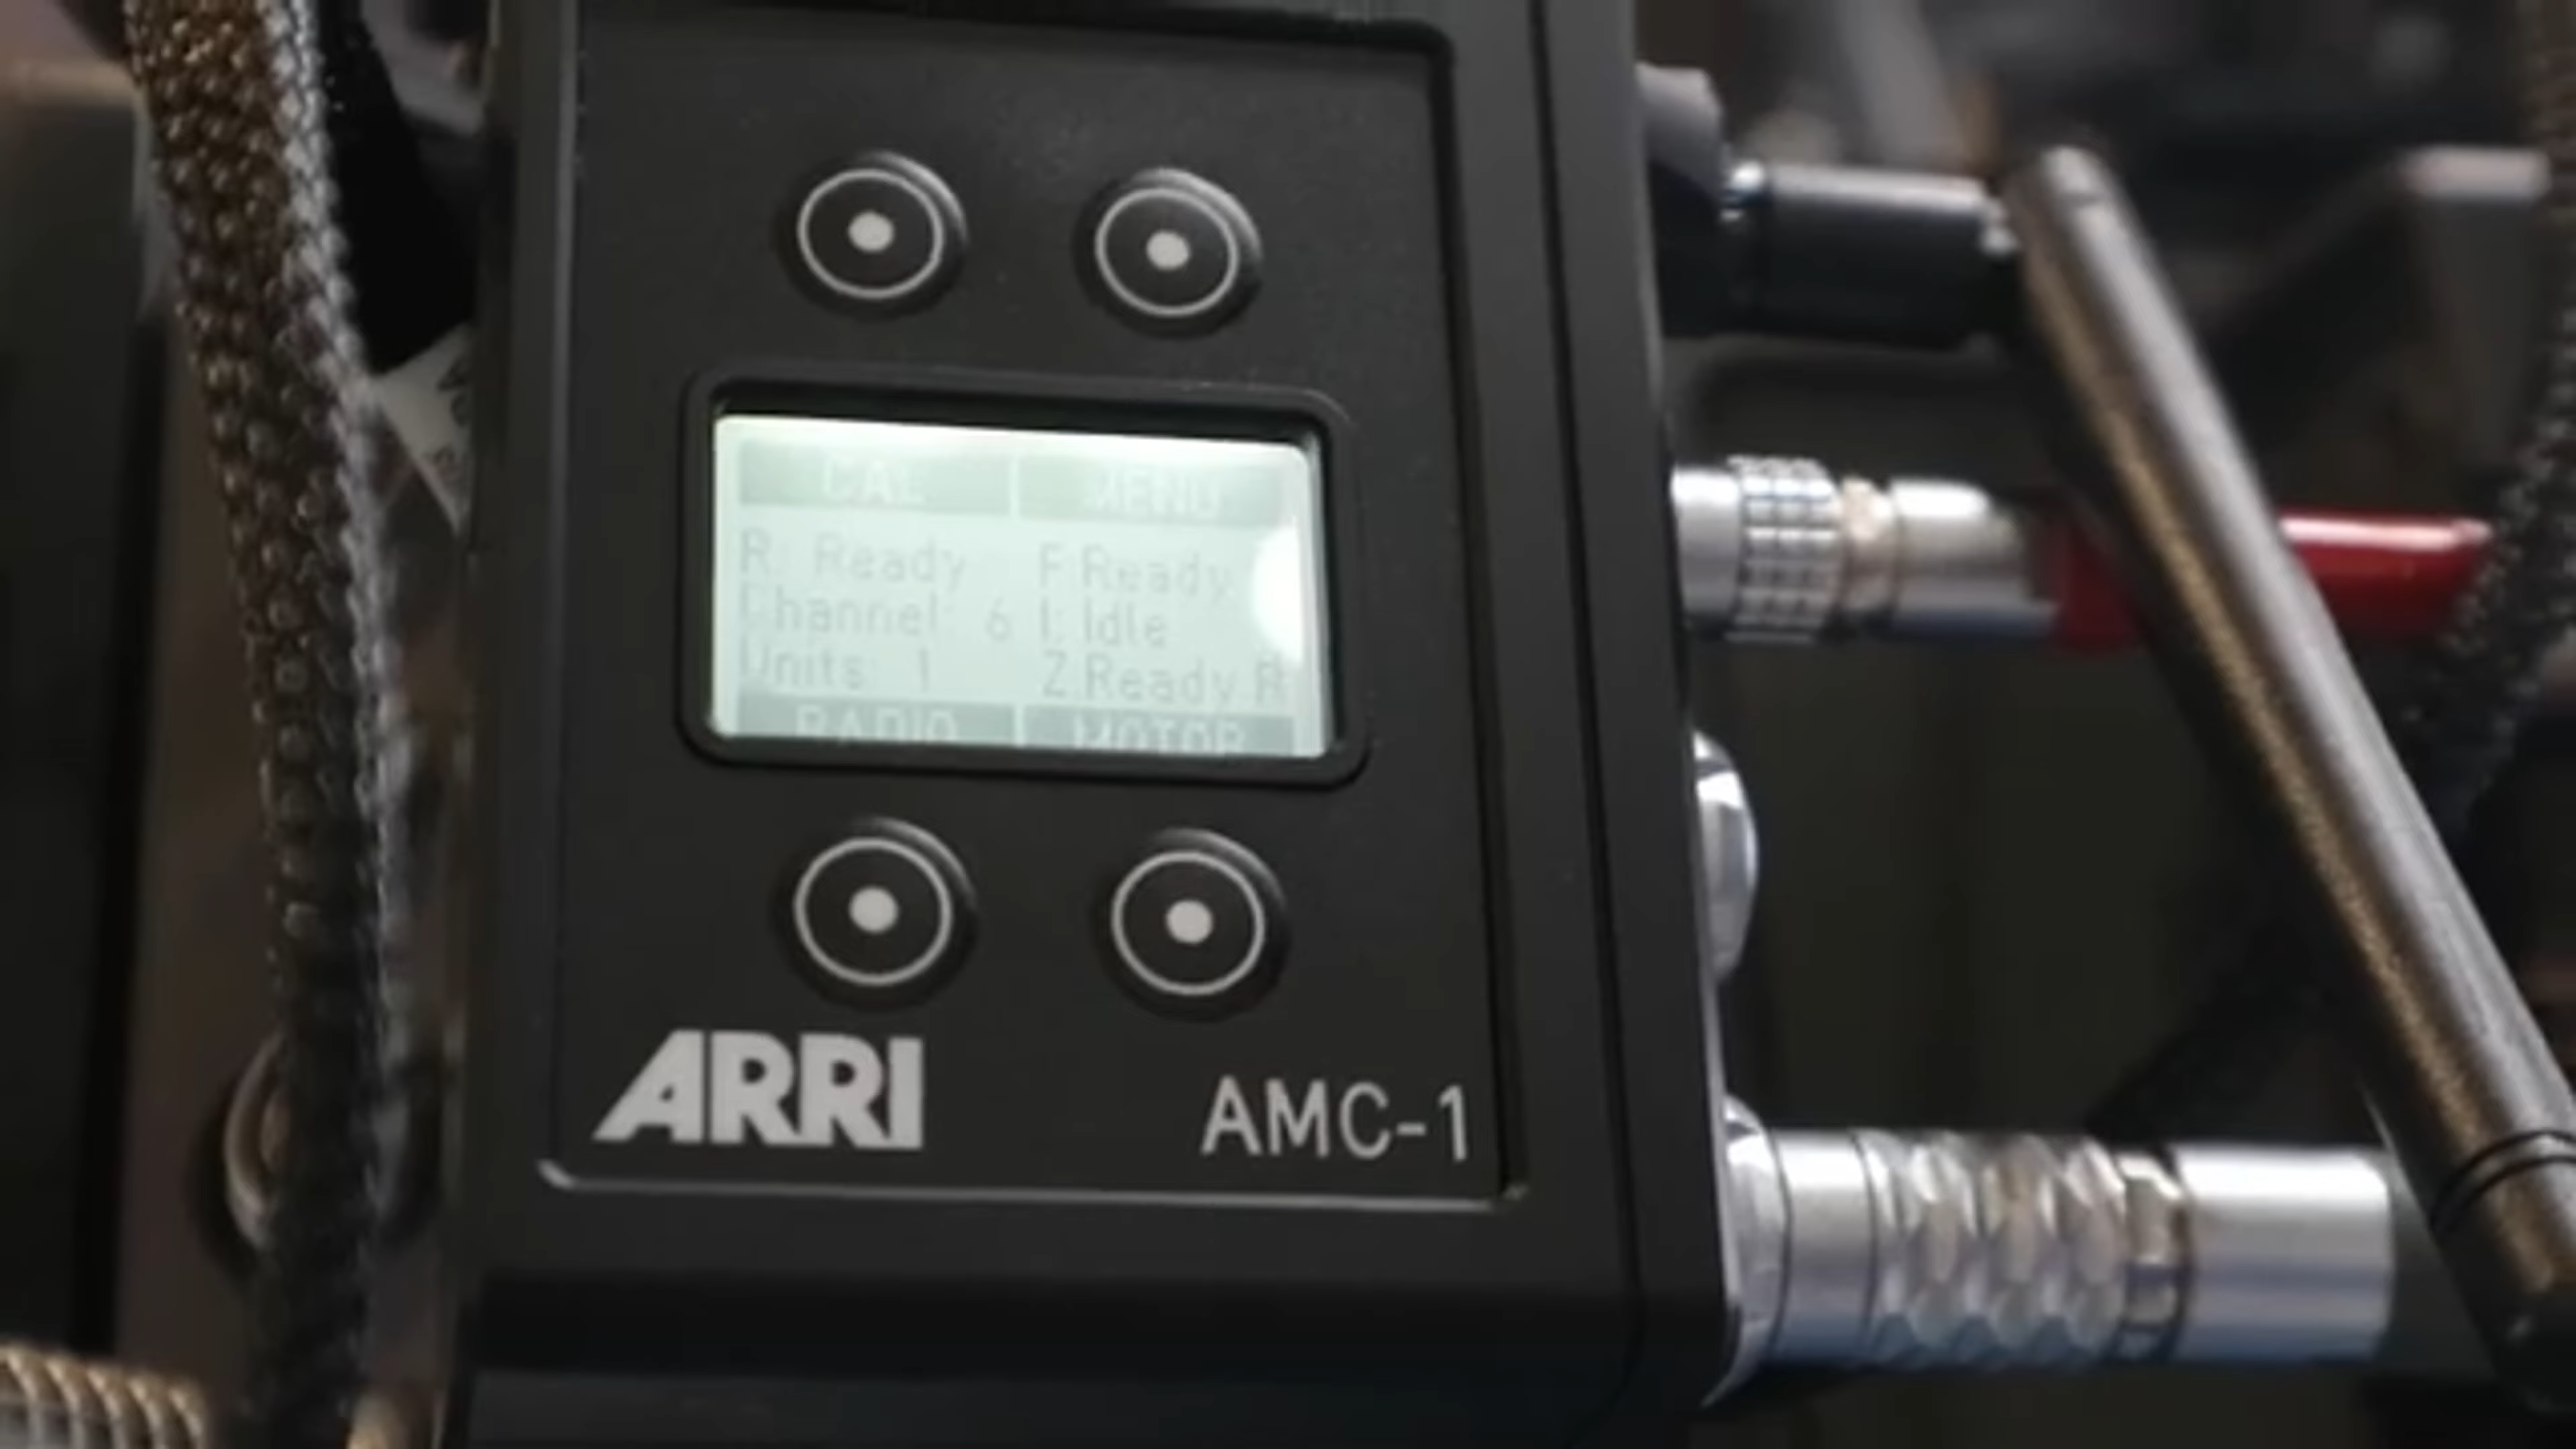 CAL MENU
R: Ready F:Ready
Channel: 6 I: Idle
Units: 1 Z:Ready R
RADIO MOTOR
ARRI AMC-1